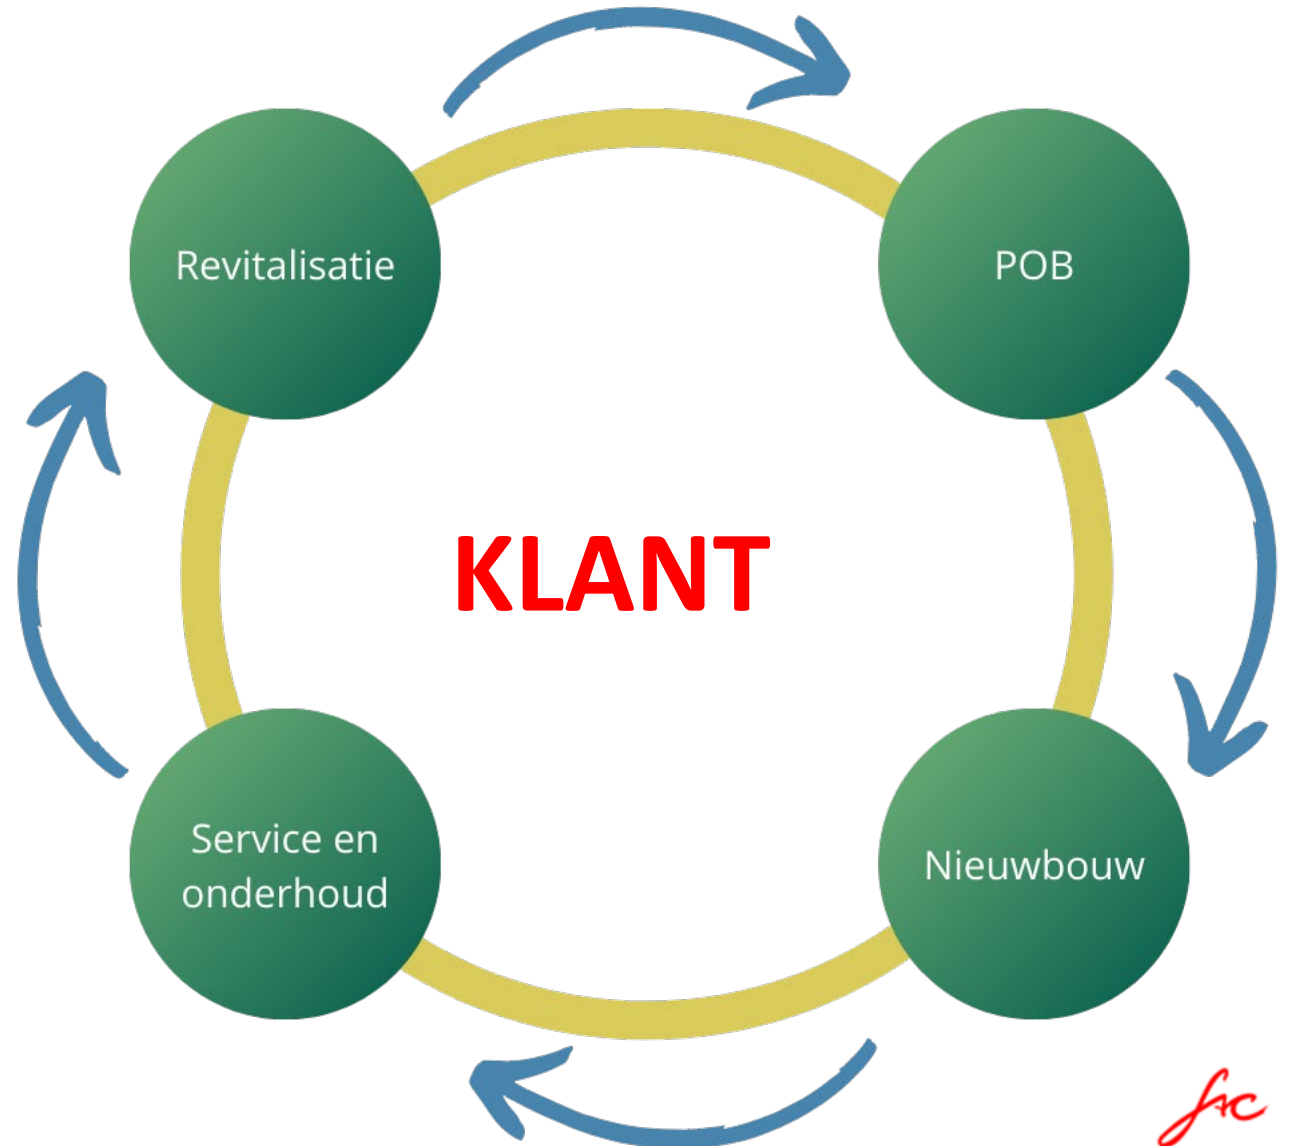 Revitalisatie
POB
KLANT
Service en
onderhoud
Nieuwbouw